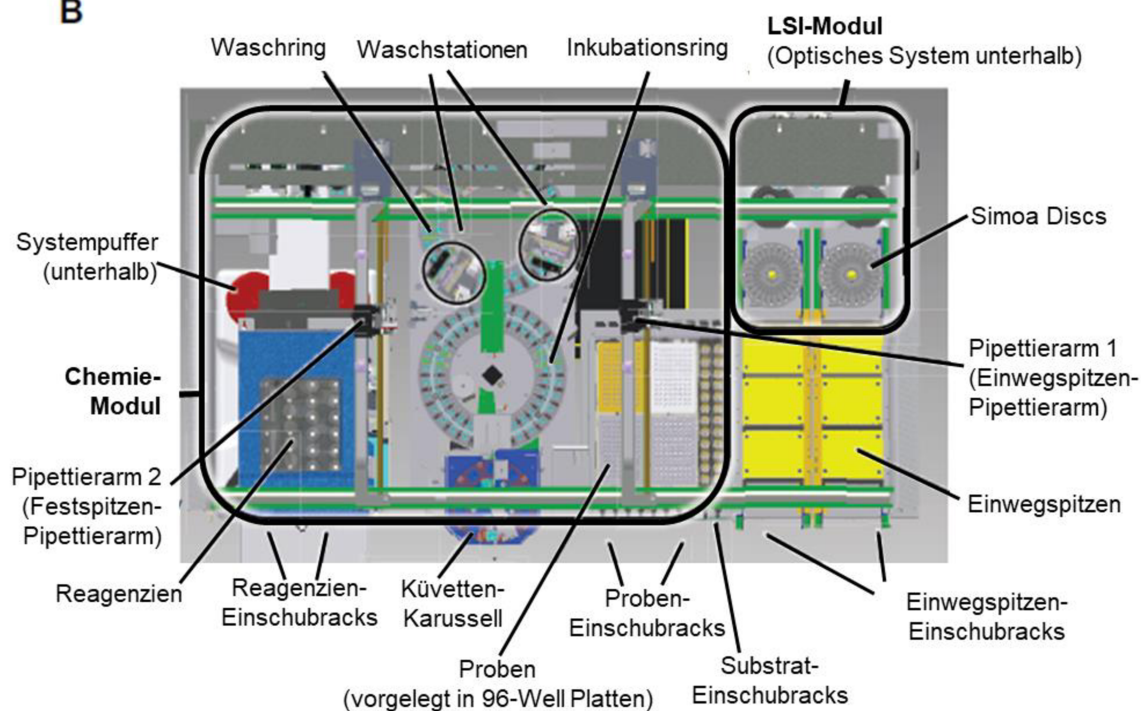 B
Waschring
Waschstationen
Inkubationsring
LSI-Modul
(Optisches System unterhalb)
Systempuffer
(unterhalb)
Simoa Discs
Chemie-
Modul
Pipettierarm 1
(Einwegspitzen-
Pipettierarm)
Pipettierarm 2
(Festspitzen-
Pipettierarm)
Einwegspitzen
Reagenzien
Reagenzien-
Einschubracks
Küvetten-
Karussell
Proben-
Einschubracks
Einwegspitzen-
Einschubracks
Proben
(vorgelegt in 96-Well Platten)
Substrat-
Einschubracks